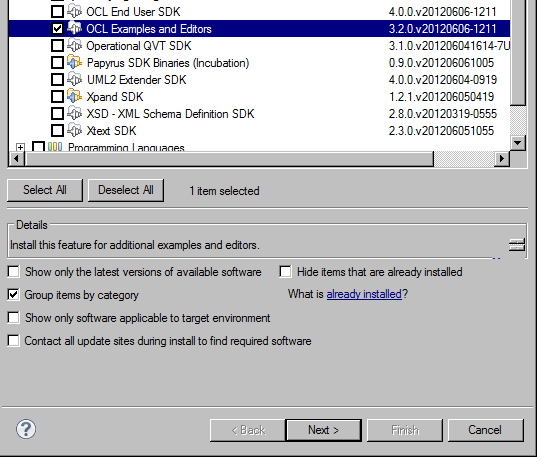 OCL End User SDK 4.0.0.v20120606-1211
OCL Examples and Editors 3.2.0.v20120606-1211
Operational QVT SDK 3.1.0.v201206041614-7U
Papyrus SDK Binaries (Incubation) 0.9.0.v201206061005
UML2 Extender SDK 4.0.0.v20120604-0919
Xpand SDK 1.2.1.v201206050419
XSD - XML Schema Definition SDK 2.8.0.v20120319-0555
Xtext SDK 2.3.0.v201206051055
Programming Languages
Select All Deselect All 1 item selected
Details
Install this feature for additional examples and editors.
Show only the latest versions of available software Hide items that are already installed
Group items by category What is already installed?
Show only software applicable to target environment
Contact all update sites during install to find required software
? < Back Next > Finish Cancel